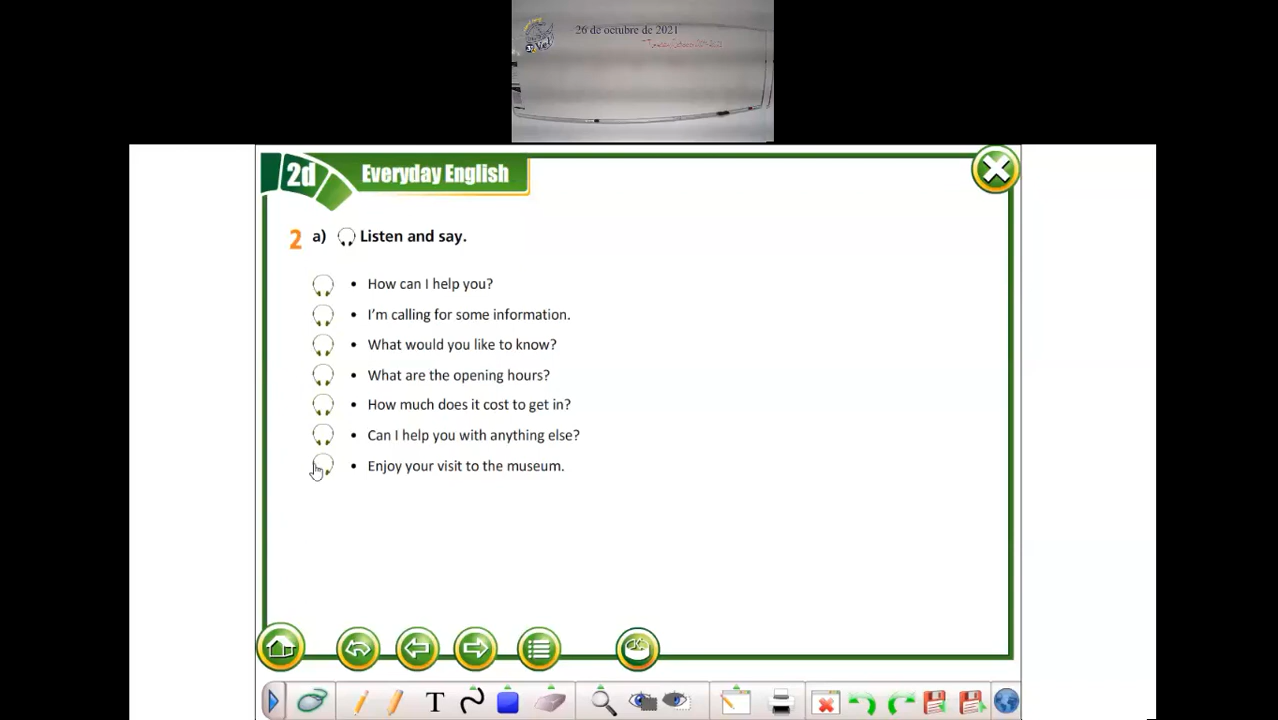 26 de octubre de 2021
2d Everyday English
2 a) Listen and say.
• How can I help you?
• I'm calling for some information.
• What would you like to know?
• What are the opening hours?
• How much does it cost to get in?
• Can I help you with anything else?
• Enjoy your visit to the museum.
T